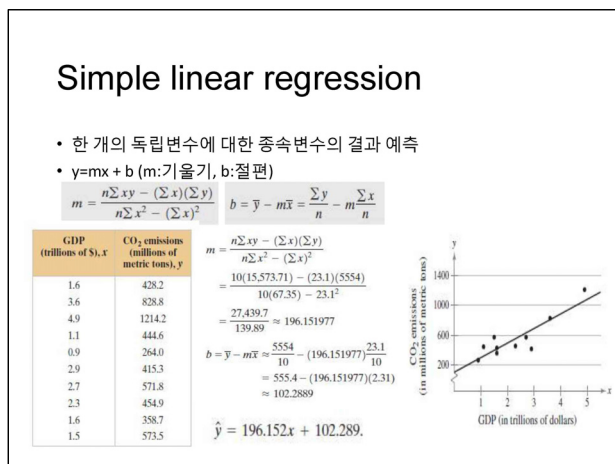 Simple linear regression
• 한 개의 독립변수에 대한 종속변수의 결과 예측
• y=mx + b (m:기울기, b:절편)
m = (nΣxy − (Σx)(Σy)) / (nΣx² − (Σx)²)
b = ȳ − mx̄ = Σy/n − m Σx/n
GDP (trillions of $), x | CO₂ emissions (millions of metric tons), y
1.6 428.2
3.6 828.8
4.9 1214.2
1.1 444.6
0.9 264.0
2.9 415.3
2.7 571.8
2.3 454.9
1.6 358.7
1.5 573.5
m = (nΣxy − (Σx)(Σy)) / (nΣx² − (Σx)²)
= (10(15,573.71) − (23.1)(5554)) / (10(67.35) − 23.1²)
= 27,439.7 / 139.89 ≈ 196.151977
b = ȳ − mx̄ ≈ 5554/10 − (196.151977) 23.1/10
= 555.4 − (196.151977)(2.31)
≈ 102.2889
ŷ = 196.152x + 102.289.
y
CO₂ emissions
(in millions of metric tons)
1400
1000
600
200
1 2 3 4 5 x
GDP (in trillions of dollars)